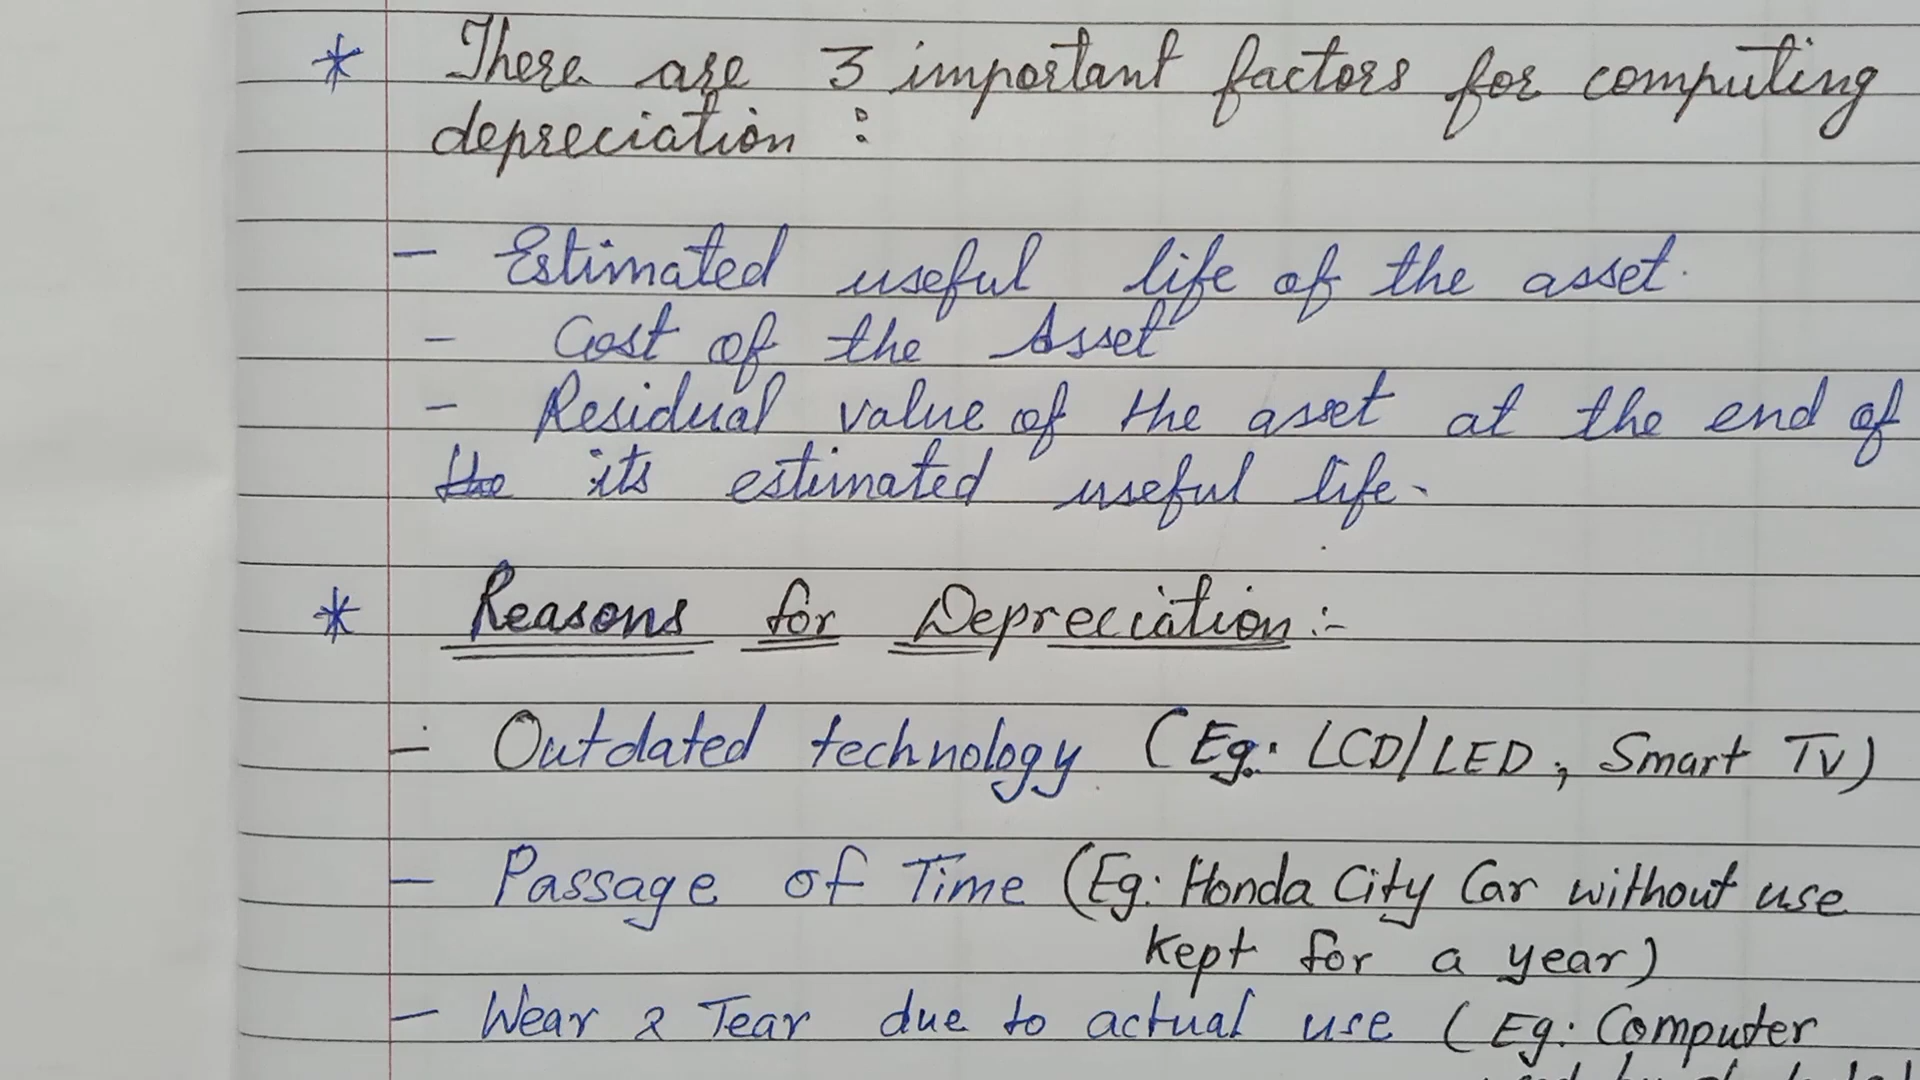 * There are 3 important factors for computing
depreciation :
- Estimated useful life of the asset.
- Cost of the Asset
- Residual value of the asset at the end of
the its estimated useful life.
* Reasons for Depreciation :-
- Outdated technology (Eg: LCD/LED, Smart TV)
- Passage of Time (Eg: Honda City Car without use
kept for a year)
- Wear & Tear due to actual use (Eg: Computer